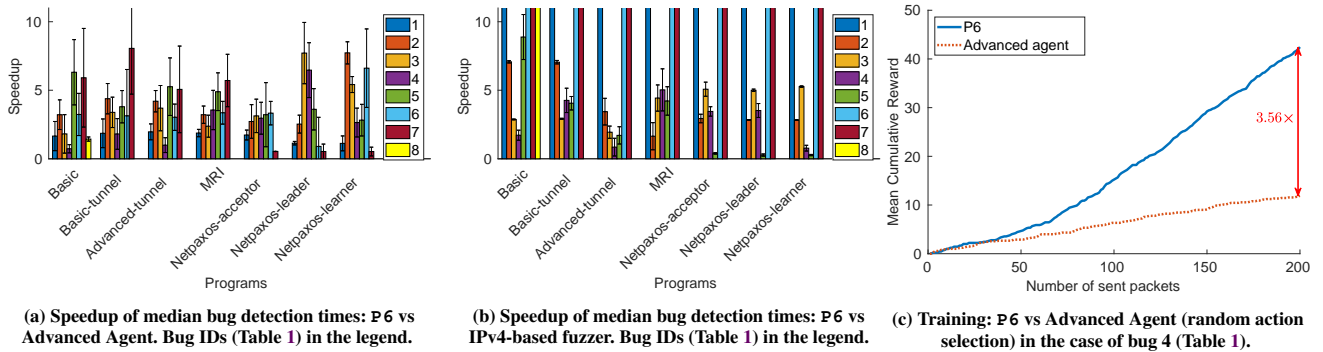 10
5
0
Speedup
1
2
3
4
5
6
7
8
Basic
Basic-tunnel
Advanced-tunnel
MRI
Netpaxos-acceptor
Netpaxos-leader
Netpaxos-learner
Programs
(a) Speedup of median bug detection times: P6 vs
Advanced Agent. Bug IDs (Table 1) in the legend.
10
5
0
Speedup
1
2
3
4
5
6
7
8
Basic
Basic-tunnel
Advanced-tunnel
MRI
Netpaxos-acceptor
Netpaxos-leader
Netpaxos-learner
Programs
(b) Speedup of median bug detection times: P6 vs
IPv4-based fuzzer. Bug IDs (Table 1) in the legend.
50
40
30
20
10
0
Mean Cumulative Reward
P6
Advanced agent
3.56×
0
50
100
150
200
Number of sent packets
(c) Training: P6 vs Advanced Agent (random action
selection) in the case of bug 4 (Table 1).